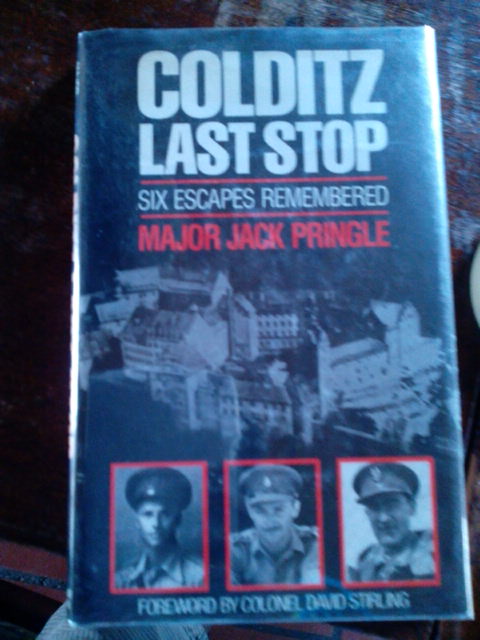 COLDITZ
LAST STOP
SIX ESCAPES REMEMBERED
MAJOR JACK PRINGLE
FOREWORD BY COLONEL DAVID STIRLING